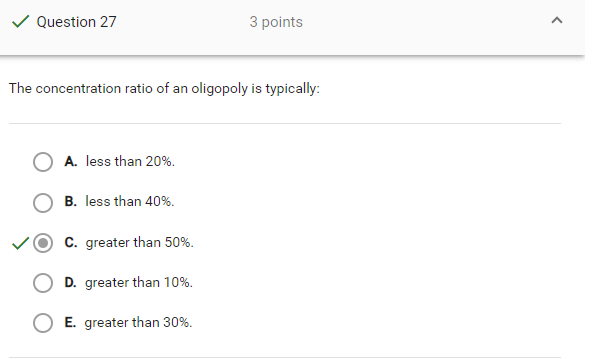 Question 27 3 points
The concentration ratio of an oligopoly is typically:
A. less than 20%.
B. less than 40%.
C. greater than 50%.
D. greater than 10%.
E. greater than 30%.